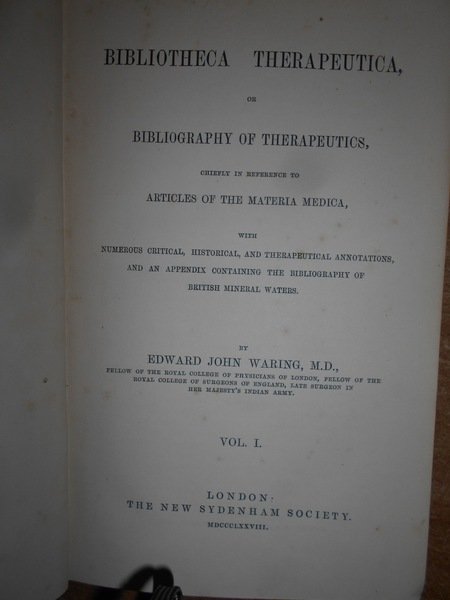 BIBLIOTHECA THERAPEUTICA,
OR
BIBLIOGRAPHY OF THERAPEUTICS,
CHIEFLY IN REFERENCE TO
ARTICLES OF THE MATERIA MEDICA,
WITH
NUMEROUS CRITICAL, HISTORICAL, AND THERAPEUTICAL ANNOTATIONS,
AND AN APPENDIX CONTAINING THE BIBLIOGRAPHY OF
BRITISH MINERAL WATERS.
BY
EDWARD JOHN WARING, M.D.,
FELLOW OF THE ROYAL COLLEGE OF PHYSICIANS OF LONDON, FELLOW OF THE
ROYAL COLLEGE OF SURGEONS OF ENGLAND, LATE SURGEON IN
HER MAJESTY'S INDIAN ARMY.
VOL. I.
LONDON:
THE NEW SYDENHAM SOCIETY.
MDCCCLXXVIII.